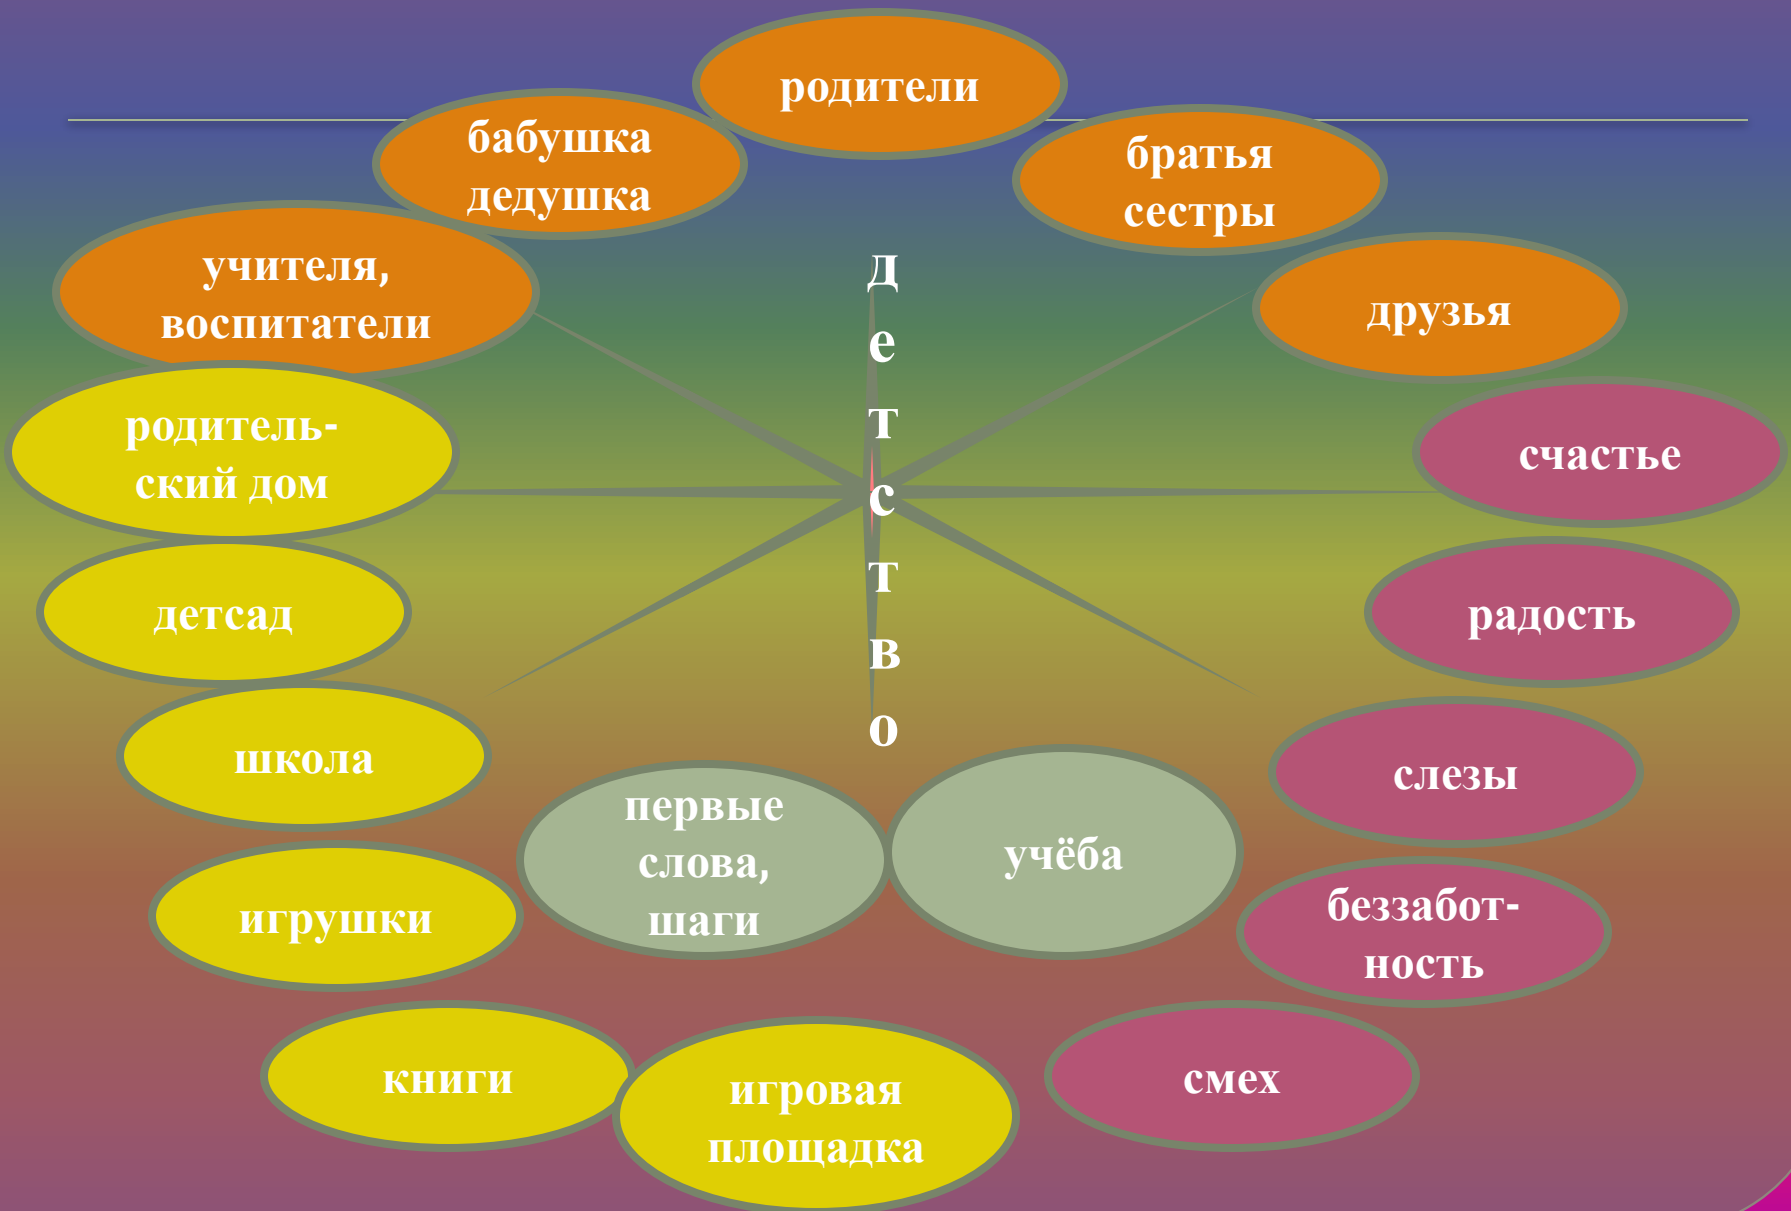 родители
бабушка
дедушка
братья
сестры
учителя,
воспитатели
друзья
детство
родитель-
ский дом
счастье
детсад
радость
школа
слезы
первые
слова,
шаги
учёба
игрушки
беззабот-
ность
книги
игровая
площадка
смех